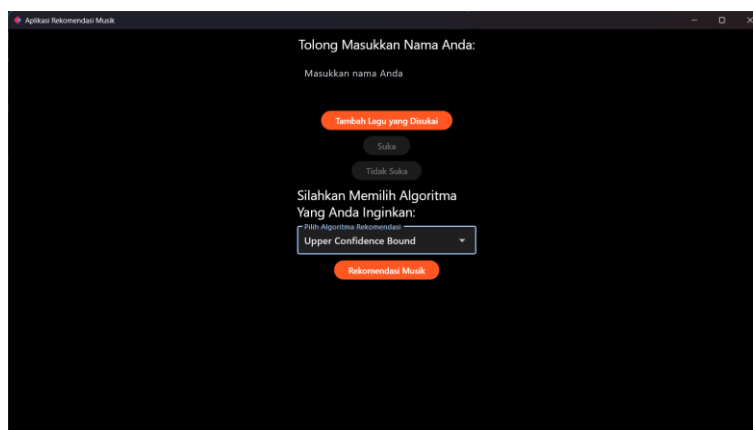 Aplikasi Rekomendasi Musik
Tolong Masukkan Nama Anda:
Masukkan nama Anda
Tambah Lagu yang Disukai
Suka
Tidak Suka
Silahkan Memilih Algoritma
Yang Anda Inginkan:
Pilih Algoritma Rekomendasi
Upper Confidence Bound
Rekomendasi Musik